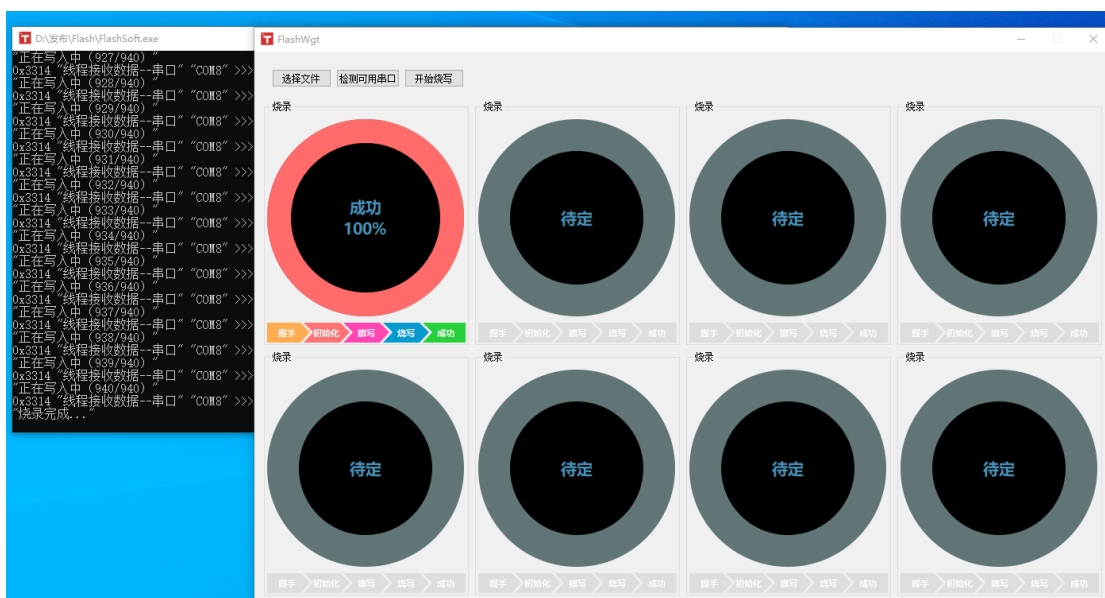 D:\发布\Flash\FlashSoft.exe
"正在写入中（927/940）"
0x3314 "线程接收数据--串口" "COM8" >>>
"正在写入中（928/940）"
0x3314 "线程接收数据--串口" "COM8" >>>
"正在写入中（929/940）"
0x3314 "线程接收数据--串口" "COM8" >>>
"正在写入中（930/940）"
0x3314 "线程接收数据--串口" "COM8" >>>
"正在写入中（931/940）"
0x3314 "线程接收数据--串口" "COM8" >>>
"正在写入中（932/940）"
0x3314 "线程接收数据--串口" "COM8" >>>
"正在写入中（933/940）"
0x3314 "线程接收数据--串口" "COM8" >>>
"正在写入中（934/940）"
0x3314 "线程接收数据--串口" "COM8" >>>
"正在写入中（935/940）"
0x3314 "线程接收数据--串口" "COM8" >>>
"正在写入中（936/940）"
0x3314 "线程接收数据--串口" "COM8" >>>
"正在写入中（937/940）"
0x3314 "线程接收数据--串口" "COM8" >>>
"正在写入中（938/940）"
0x3314 "线程接收数据--串口" "COM8" >>>
"正在写入中（939/940）"
0x3314 "线程接收数据--串口" "COM8" >>>
"正在写入中（940/940）"
0x3314 "线程接收数据--串口" "COM8" >>>
"烧录完成..."
FlashWgt
选择文件 检测可用串口 开始烧写
烧录 烧录 烧录 烧录
成功
100%
待定 待定 待定
握手 初始化 擦写 烧写 成功 握手 初始化 擦写 烧写 成功 握手 初始化 擦写 烧写 成功 握手 初始化 擦写 烧写 成功
烧录 烧录 烧录 烧录
待定 待定 待定 待定
握手 初始化 擦写 烧写 成功 握手 初始化 擦写 烧写 成功 握手 初始化 擦写 烧写 成功 握手 初始化 擦写 烧写 成功